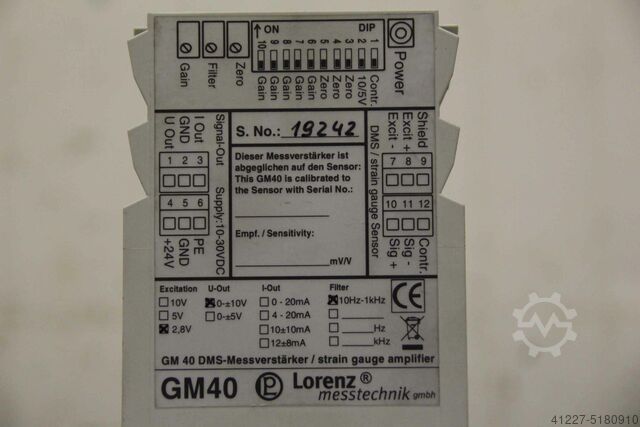 ON DIP
10 9 8 7 6 5 4 3 2 1
Gain Gain Gain Gain Gain Zero Zero Zero 10/5V Contr.
Gain Filter Zero Power
Signal-Out
U Out GND I Out
1 2 3
4 5 6
+24V GND PE
Supply:10-30VDC
S. No.: 19242
Dieser Messverstärker ist
abgeglichen auf den Sensor:
This GM40 is calibrated to
the Sensor with Serial No.:
Empf. / Sensitivity:
mV/V
DMS / strain gauge Sensor
Excit - Excit + Shield
7 8 9
10 11 12
Sig + Sig - Contr.
Excitation U-Out I-Out Filter
10V 0-±10V 0 - 20mA 10Hz-1kHz
5V 0-±5V 4 - 20mA
2,8V 10±10mA Hz
12±8mA kHz
CE
GM 40 DMS-Messverstärker / strain gauge amplifier
GM40 Lorenz®
messtechnik gmbh
41227-5180910